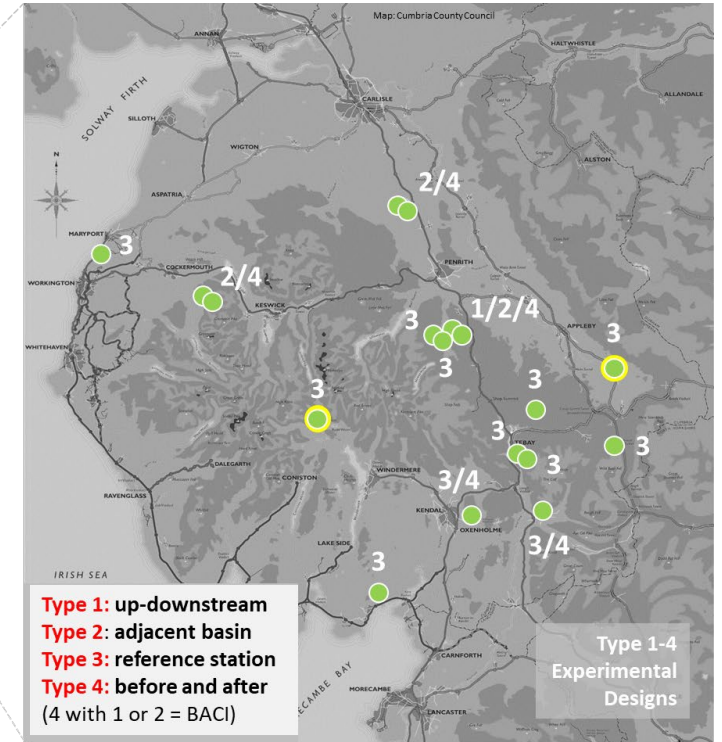 Map: Cumbria County Council
ANNAN
HALTWHISTLE
SOLWAY FIRTH
CARLISLE
ALLANDALE
SILLOTH
WIGTON
ALSTON
N
ASPATRIA
2/4
MARYPORT
3
PENRITH
COCKERMOUTH
2/4
WORKINGTON
KESWICK
1/2/4
3
APPLEBY
3
WHITEHAVEN
3
3
3
3
TEBAY
3
3
DALEGARTH
WINDERMERE
3/4
CONISTON
RAVENGLASS
KENDAL
OXENHOLME
3/4
LAKE SIDE
3
IRISH SEA
Type 1: up-downstream
Type 2: adjacent basin
Type 3: reference station
Type 4: before and after
(4 with 1 or 2 = BACI)
Type 1-4
Experimental
Designs
CARNFORTH
ECAMBE BAY
MORECAMBE
LANCASTER